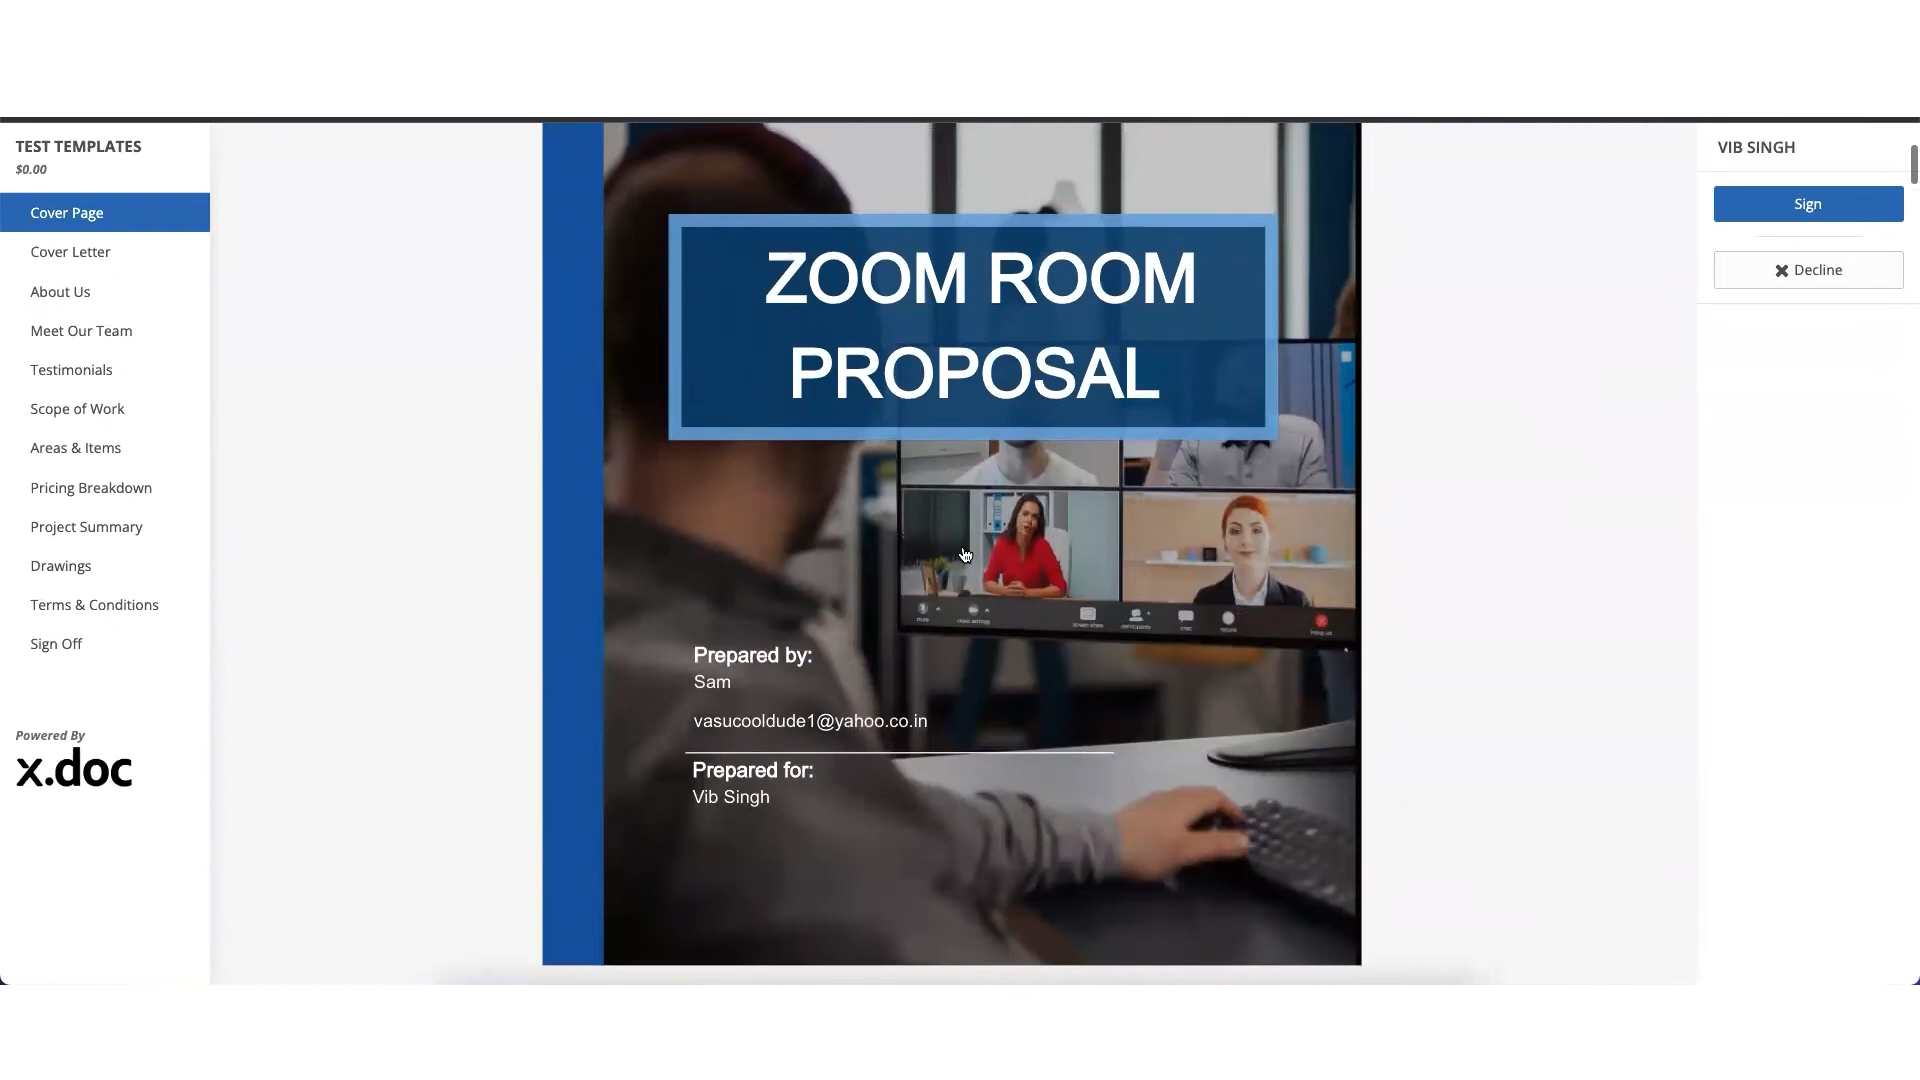 TEST TEMPLATES
$0.00
Cover Page
Cover Letter
About Us
Meet Our Team
Testimonials
Scope of Work
Areas & Items
Pricing Breakdown
Project Summary
Drawings
Terms & Conditions
Sign Off
Powered By
x.doc
ZOOM ROOM
PROPOSAL
Prepared by:
Sam
vasucooldude1@yahoo.co.in
Prepared for:
Vib Singh
VIB SINGH
Sign
Decline